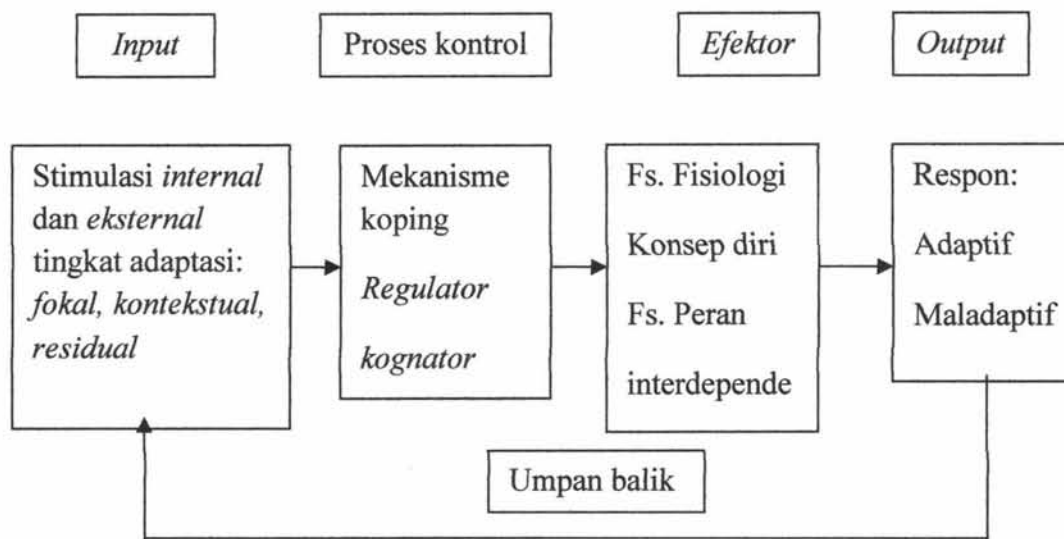 Input
Proses kontrol
Efektor
Output
Stimulasi internal
dan eksternal
tingkat adaptasi:
fokal, kontekstual,
residual
Mekanisme
koping
Regulator
kognator
Fs. Fisiologi
Konsep diri
Fs. Peran
interdepende
Respon:
Adaptif
Maladaptif
Umpan balik